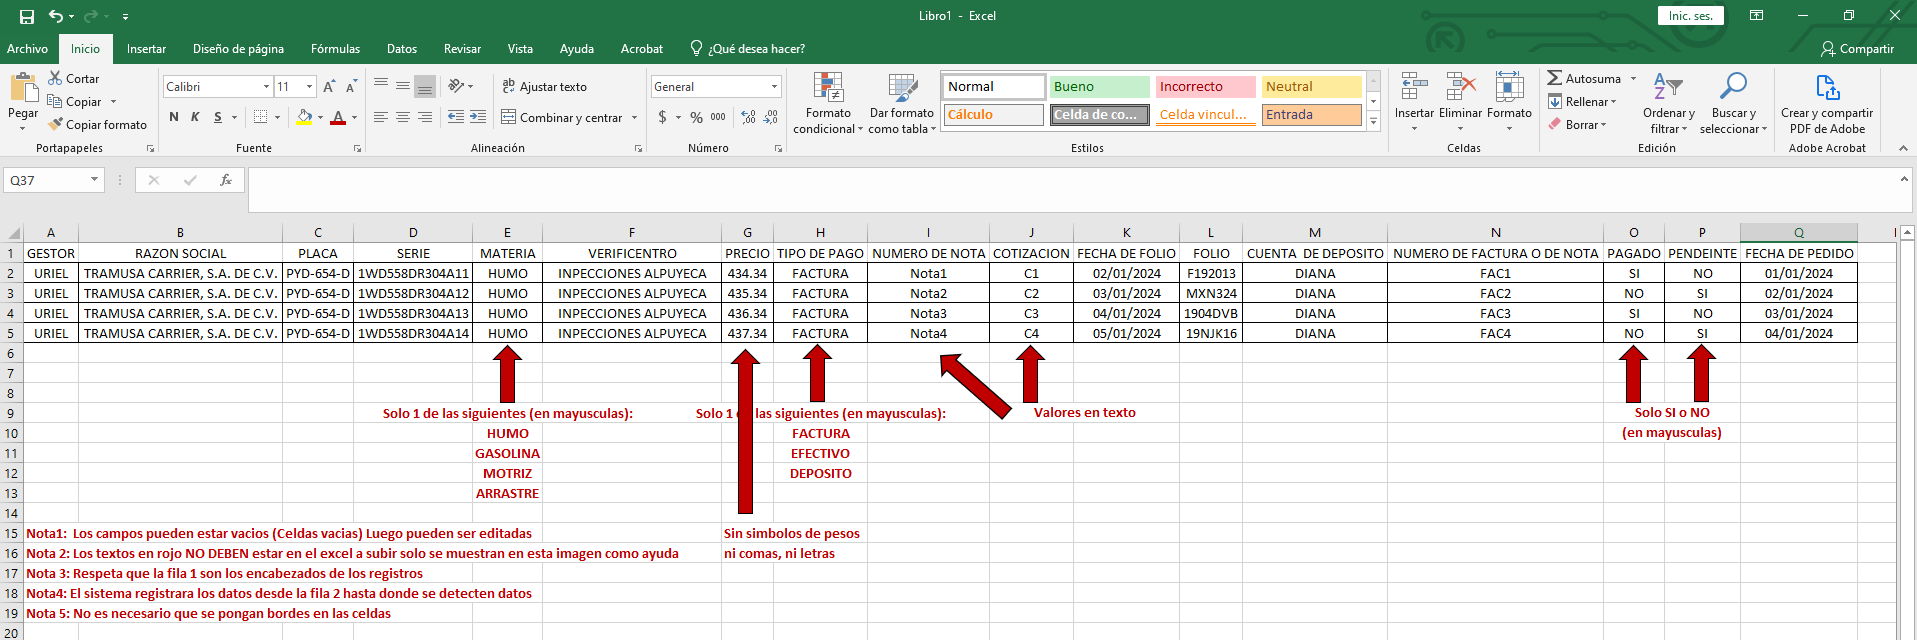 Libro1 - Excel
Inic. ses.
Archivo Inicio Insertar Diseño de página Fórmulas Datos Revisar Vista Ayuda Acrobat ¿Qué desea hacer? Compartir
Pegar
Cortar
Copiar
Copiar formato
Portapapeles
Calibri 11
N K S
Fuente
Ajustar texto
Combinar y centrar
Alineación
General
$ % 000
Número
Formato condicional
Dar formato como tabla
Normal Bueno Incorrecto Neutral
Cálculo Celda de co... Celda vincul... Entrada
Estilos
Insertar Eliminar Formato
Celdas
Autosuma
Rellenar
Borrar
Ordenar y filtrar
Buscar y seleccionar
Edición
Crear y compartir PDF de Adobe
Adobe Acrobat
Q37 fx
A B C D E F G H I J K L M N O P Q
1 GESTOR RAZON SOCIAL PLACA SERIE MATERIA VERIFICENTRO PRECIO TIPO DE PAGO NUMERO DE NOTA COTIZACION FECHA DE FOLIO FOLIO CUENTA DE DEPOSITO NUMERO DE FACTURA O DE NOTA PAGADO PENDEINTE FECHA DE PEDIDO
2 URIEL TRAMUSA CARRIER, S.A. DE C.V. PYD-654-D 1WD558DR304A11 HUMO INPECCIONES ALPUYECA 434.34 FACTURA Nota1 C1 02/01/2024 F192013 DIANA FAC1 SI NO 01/01/2024
3 URIEL TRAMUSA CARRIER, S.A. DE C.V. PYD-654-D 1WD558DR304A12 HUMO INPECCIONES ALPUYECA 435.34 FACTURA Nota2 C2 03/01/2024 MXN324 DIANA FAC2 NO SI 02/01/2024
4 URIEL TRAMUSA CARRIER, S.A. DE C.V. PYD-654-D 1WD558DR304A13 HUMO INPECCIONES ALPUYECA 436.34 FACTURA Nota3 C3 04/01/2024 1904DVB DIANA FAC3 SI NO 03/01/2024
5 URIEL TRAMUSA CARRIER, S.A. DE C.V. PYD-654-D 1WD558DR304A14 HUMO INPECCIONES ALPUYECA 437.34 FACTURA Nota4 C4 05/01/2024 19NJK16 DIANA FAC4 NO SI 04/01/2024
6
7
8
9 Solo 1 de las siguientes (en mayusculas): Solo 1 de las siguientes (en mayusculas): Valores en texto Solo SI o NO
10 HUMO FACTURA (en mayusculas)
11 GASOLINA EFECTIVO
12 MOTRIZ DEPOSITO
13 ARRASTRE
14
15 Nota1: Los campos pueden estar vacios (Celdas vacias) Luego pueden ser editadas Sin simbolos de pesos
16 Nota 2: Los textos en rojo NO DEBEN estar en el excel a subir solo se muestran en esta imagen como ayuda ni comas, ni letras
17 Nota 3: Respeta que la fila 1 son los encabezados de los registros
18 Nota4: El sistema registrara los datos desde la fila 2 hasta donde se detecten datos
19 Nota 5: No es necesario que se pongan bordes en las celdas
20